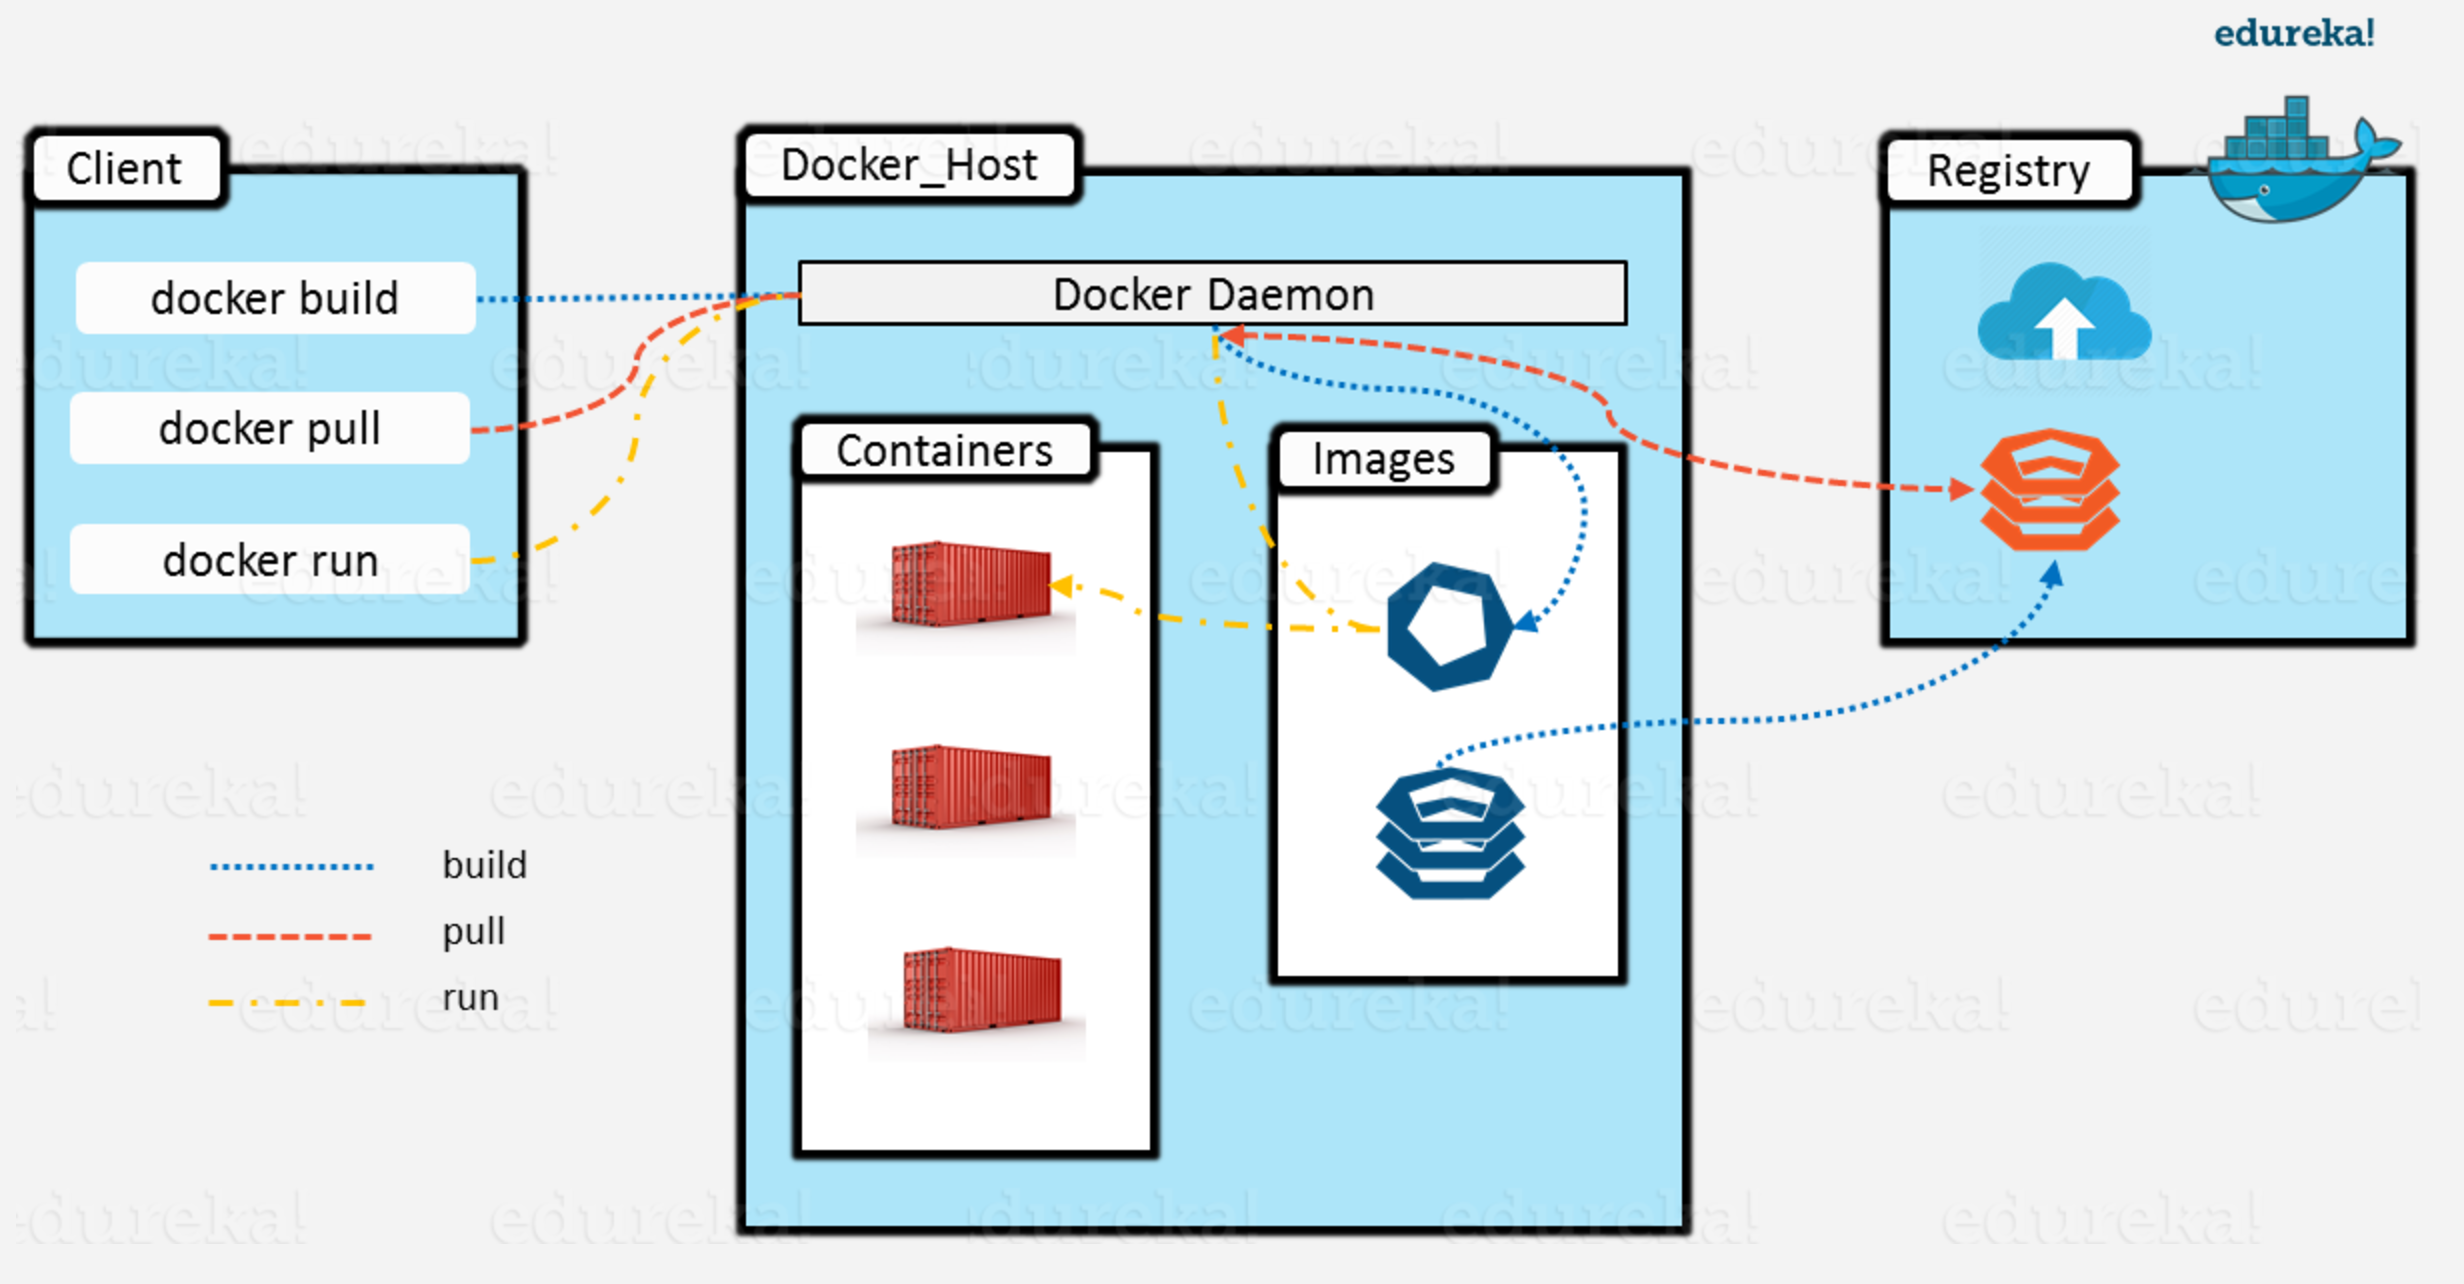 edureka!
Client
docker build
docker pull
docker run
Docker_Host
Docker Daemon
Containers
Images
Registry
build
pull
run